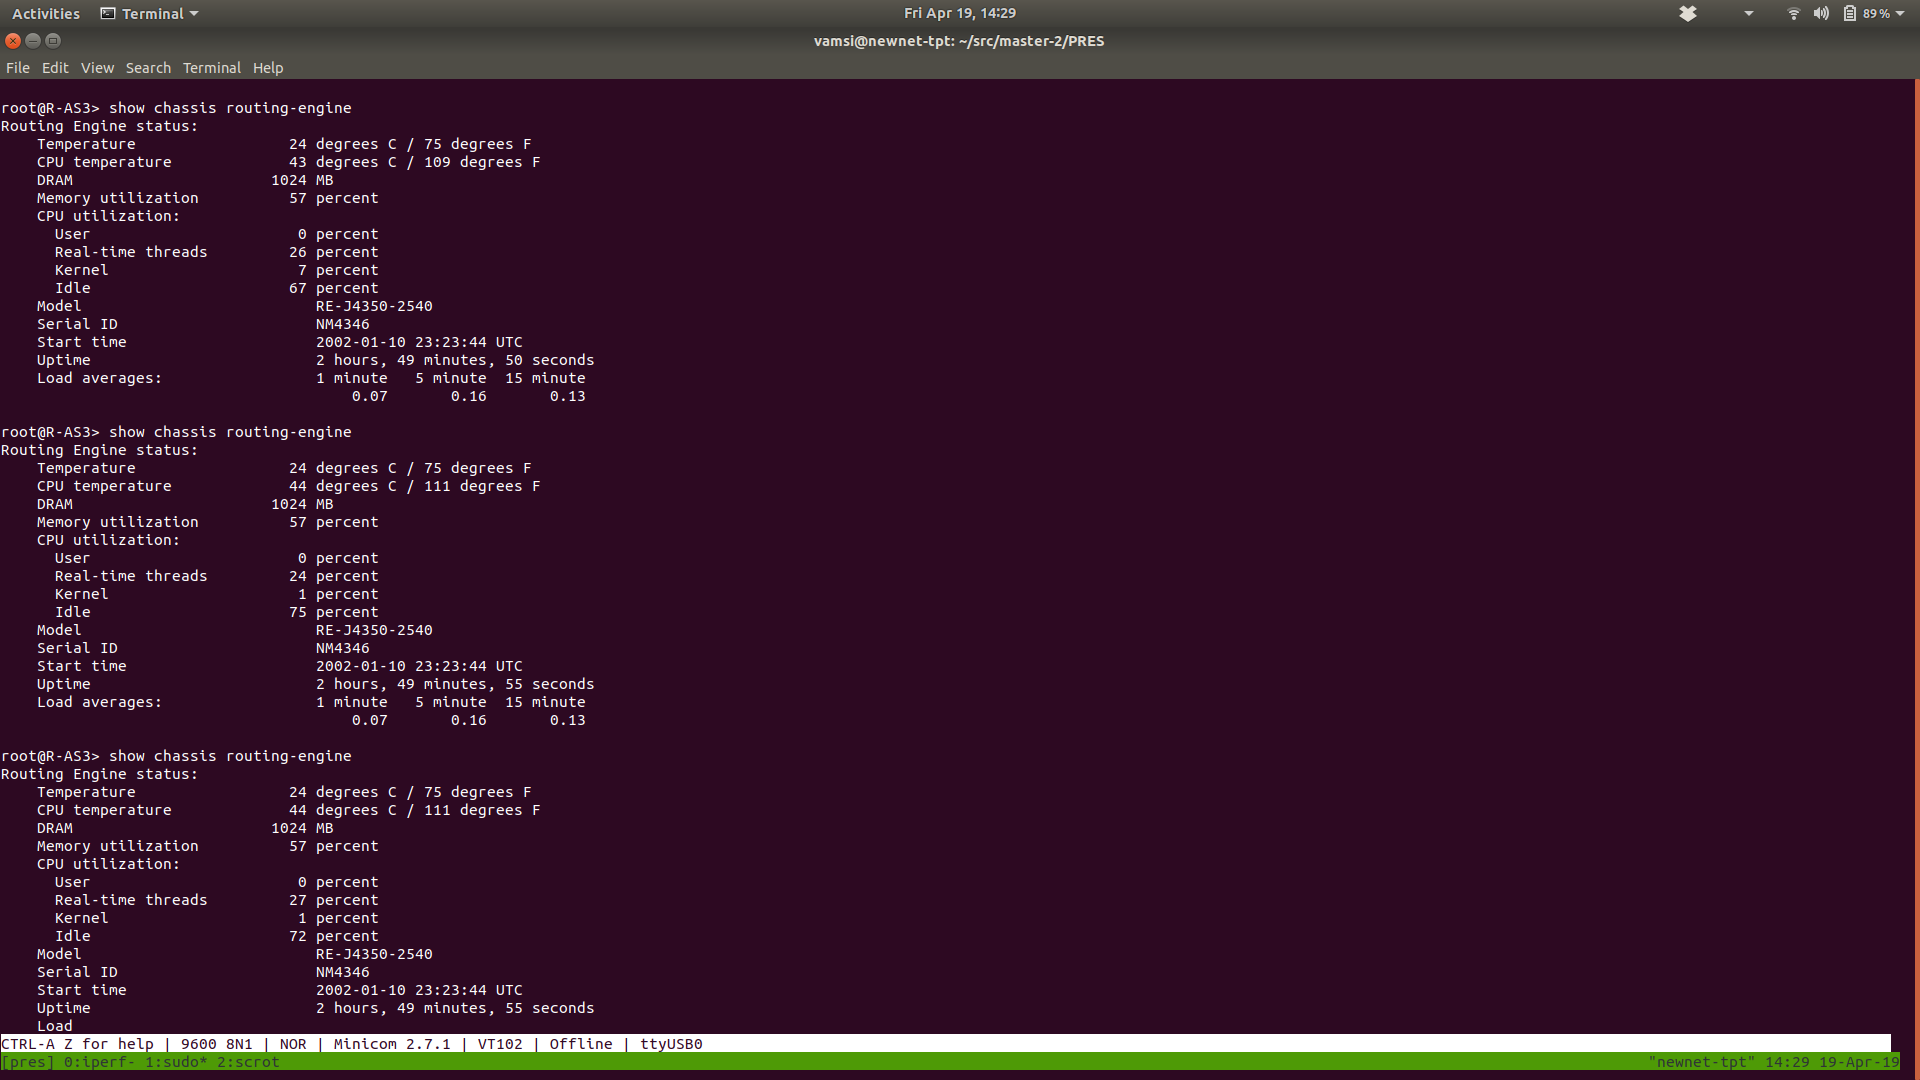 Activities Terminal Fri Apr 19, 14:29 89 %
vamsi@newnet-tpt: ~/src/master-2/PRES
File Edit View Search Terminal Help
root@R-AS3> show chassis routing-engine
Routing Engine status:
    Temperature                 24 degrees C / 75 degrees F
    CPU temperature             43 degrees C / 109 degrees F
    DRAM                      1024 MB
    Memory utilization          57 percent
    CPU utilization:
      User                       0 percent
      Real-time threads         26 percent
      Kernel                     7 percent
      Idle                      67 percent
    Model                          RE-J4350-2540
    Serial ID                      NM4346
    Start time                     2002-01-10 23:23:44 UTC
    Uptime                         2 hours, 49 minutes, 50 seconds
    Load averages:                 1 minute   5 minute  15 minute
                                       0.07       0.16       0.13
root@R-AS3> show chassis routing-engine
Routing Engine status:
    Temperature                 24 degrees C / 75 degrees F
    CPU temperature             44 degrees C / 111 degrees F
    DRAM                      1024 MB
    Memory utilization          57 percent
    CPU utilization:
      User                       0 percent
      Real-time threads         24 percent
      Kernel                     1 percent
      Idle                      75 percent
    Model                          RE-J4350-2540
    Serial ID                      NM4346
    Start time                     2002-01-10 23:23:44 UTC
    Uptime                         2 hours, 49 minutes, 55 seconds
    Load averages:                 1 minute   5 minute  15 minute
                                       0.07       0.16       0.13
root@R-AS3> show chassis routing-engine
Routing Engine status:
    Temperature                 24 degrees C / 75 degrees F
    CPU temperature             44 degrees C / 111 degrees F
    DRAM                      1024 MB
    Memory utilization          57 percent
    CPU utilization:
      User                       0 percent
      Real-time threads         27 percent
      Kernel                     1 percent
      Idle                      72 percent
    Model                          RE-J4350-2540
    Serial ID                      NM4346
    Start time                     2002-01-10 23:23:44 UTC
    Uptime                         2 hours, 49 minutes, 55 seconds
    Load
CTRL-A Z for help | 9600 8N1 | NOR | Minicom 2.7.1 | VT102 | Offline | ttyUSB0
[pres] 0:iperf- 1:sudo* 2:scrot "newnet-tpt" 14:29 19-Apr-19